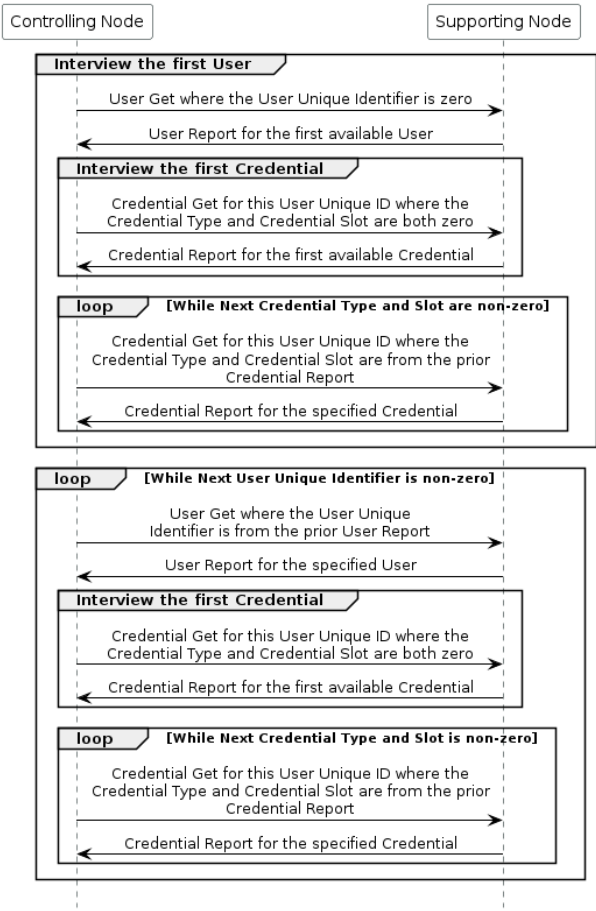 Controlling Node
Supporting Node
Interview the first User
User Get where the User Unique Identifier is zero
User Report for the first available User
Interview the first Credential
Credential Get for this User Unique ID where the
Credential Type and Credential Slot are both zero
Credential Report for the first available Credential
loop
[While Next Credential Type and Slot are non-zero]
Credential Get for this User Unique ID where the
Credential Type and Credential Slot are from the prior
Credential Report
Credential Report for the specified Credential
loop
[While Next User Unique Identifier is non-zero]
User Get where the User Unique
Identifier is from the prior User Report
User Report for the specified User
Interview the first Credential
Credential Get for this User Unique ID where the
Credential Type and Credential Slot are both zero
Credential Report for the first available Credential
loop
[While Next Credential Type and Slot is non-zero]
Credential Get for this User Unique ID where the
Credential Type and Credential Slot are from the prior
Credential Report
Credential Report for the specified Credential